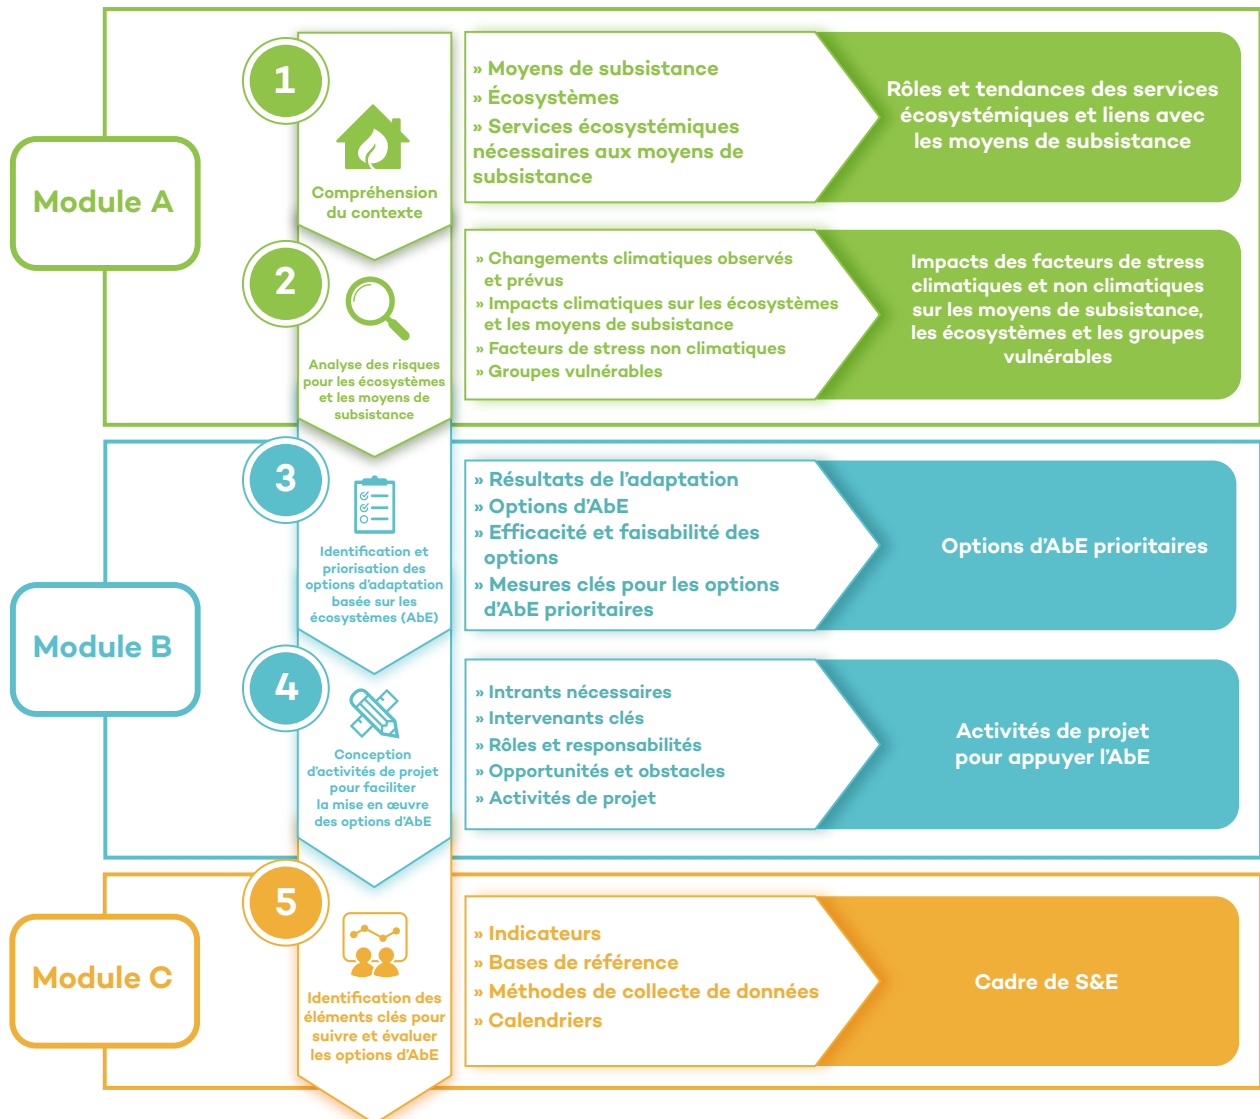 Module A
1
Compréhension
du contexte
» Moyens de subsistance
» Écosystèmes
» Services écosystémiques
nécessaires aux moyens de
subsistance
Rôles et tendances des services
écosystémiques et liens avec
les moyens de subsistance
2
Analyse des risques
pour les écosystèmes
et les moyens de
subsistance
» Changements climatiques observés
et prévus
» Impacts climatiques sur les écosystèmes
et les moyens de subsistance
» Facteurs de stress non climatiques
» Groupes vulnérables
Impacts des facteurs de stress
climatiques et non climatiques
sur les moyens de subsistance,
les écosystèmes et les groupes
vulnérables
Module B
3
Identification et
priorisation des
options d'adaptation
basée sur les
écosystèmes (AbE)
» Résultats de l'adaptation
» Options d'AbE
» Efficacité et faisabilité des
options
» Mesures clés pour les options
d'AbE prioritaires
Options d'AbE prioritaires
4
Conception
d'activités de projet
pour faciliter
la mise en œuvre
des options d'AbE
» Intrants nécessaires
» Intervenants clés
» Rôles et responsabilités
» Opportunités et obstacles
» Activités de projet
Activités de projet
pour appuyer l'AbE
Module C
5
Identification des
éléments clés pour
suivre et évaluer
les options d'AbE
» Indicateurs
» Bases de référence
» Méthodes de collecte de données
» Calendriers
Cadre de S&E